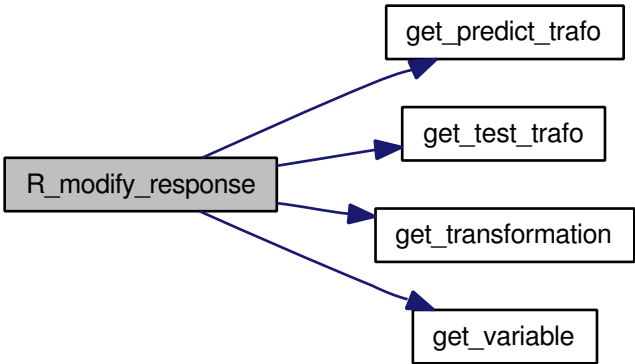 get_predict_trafo
get_test_trafo
R_modify_response
get_transformation
get_variable